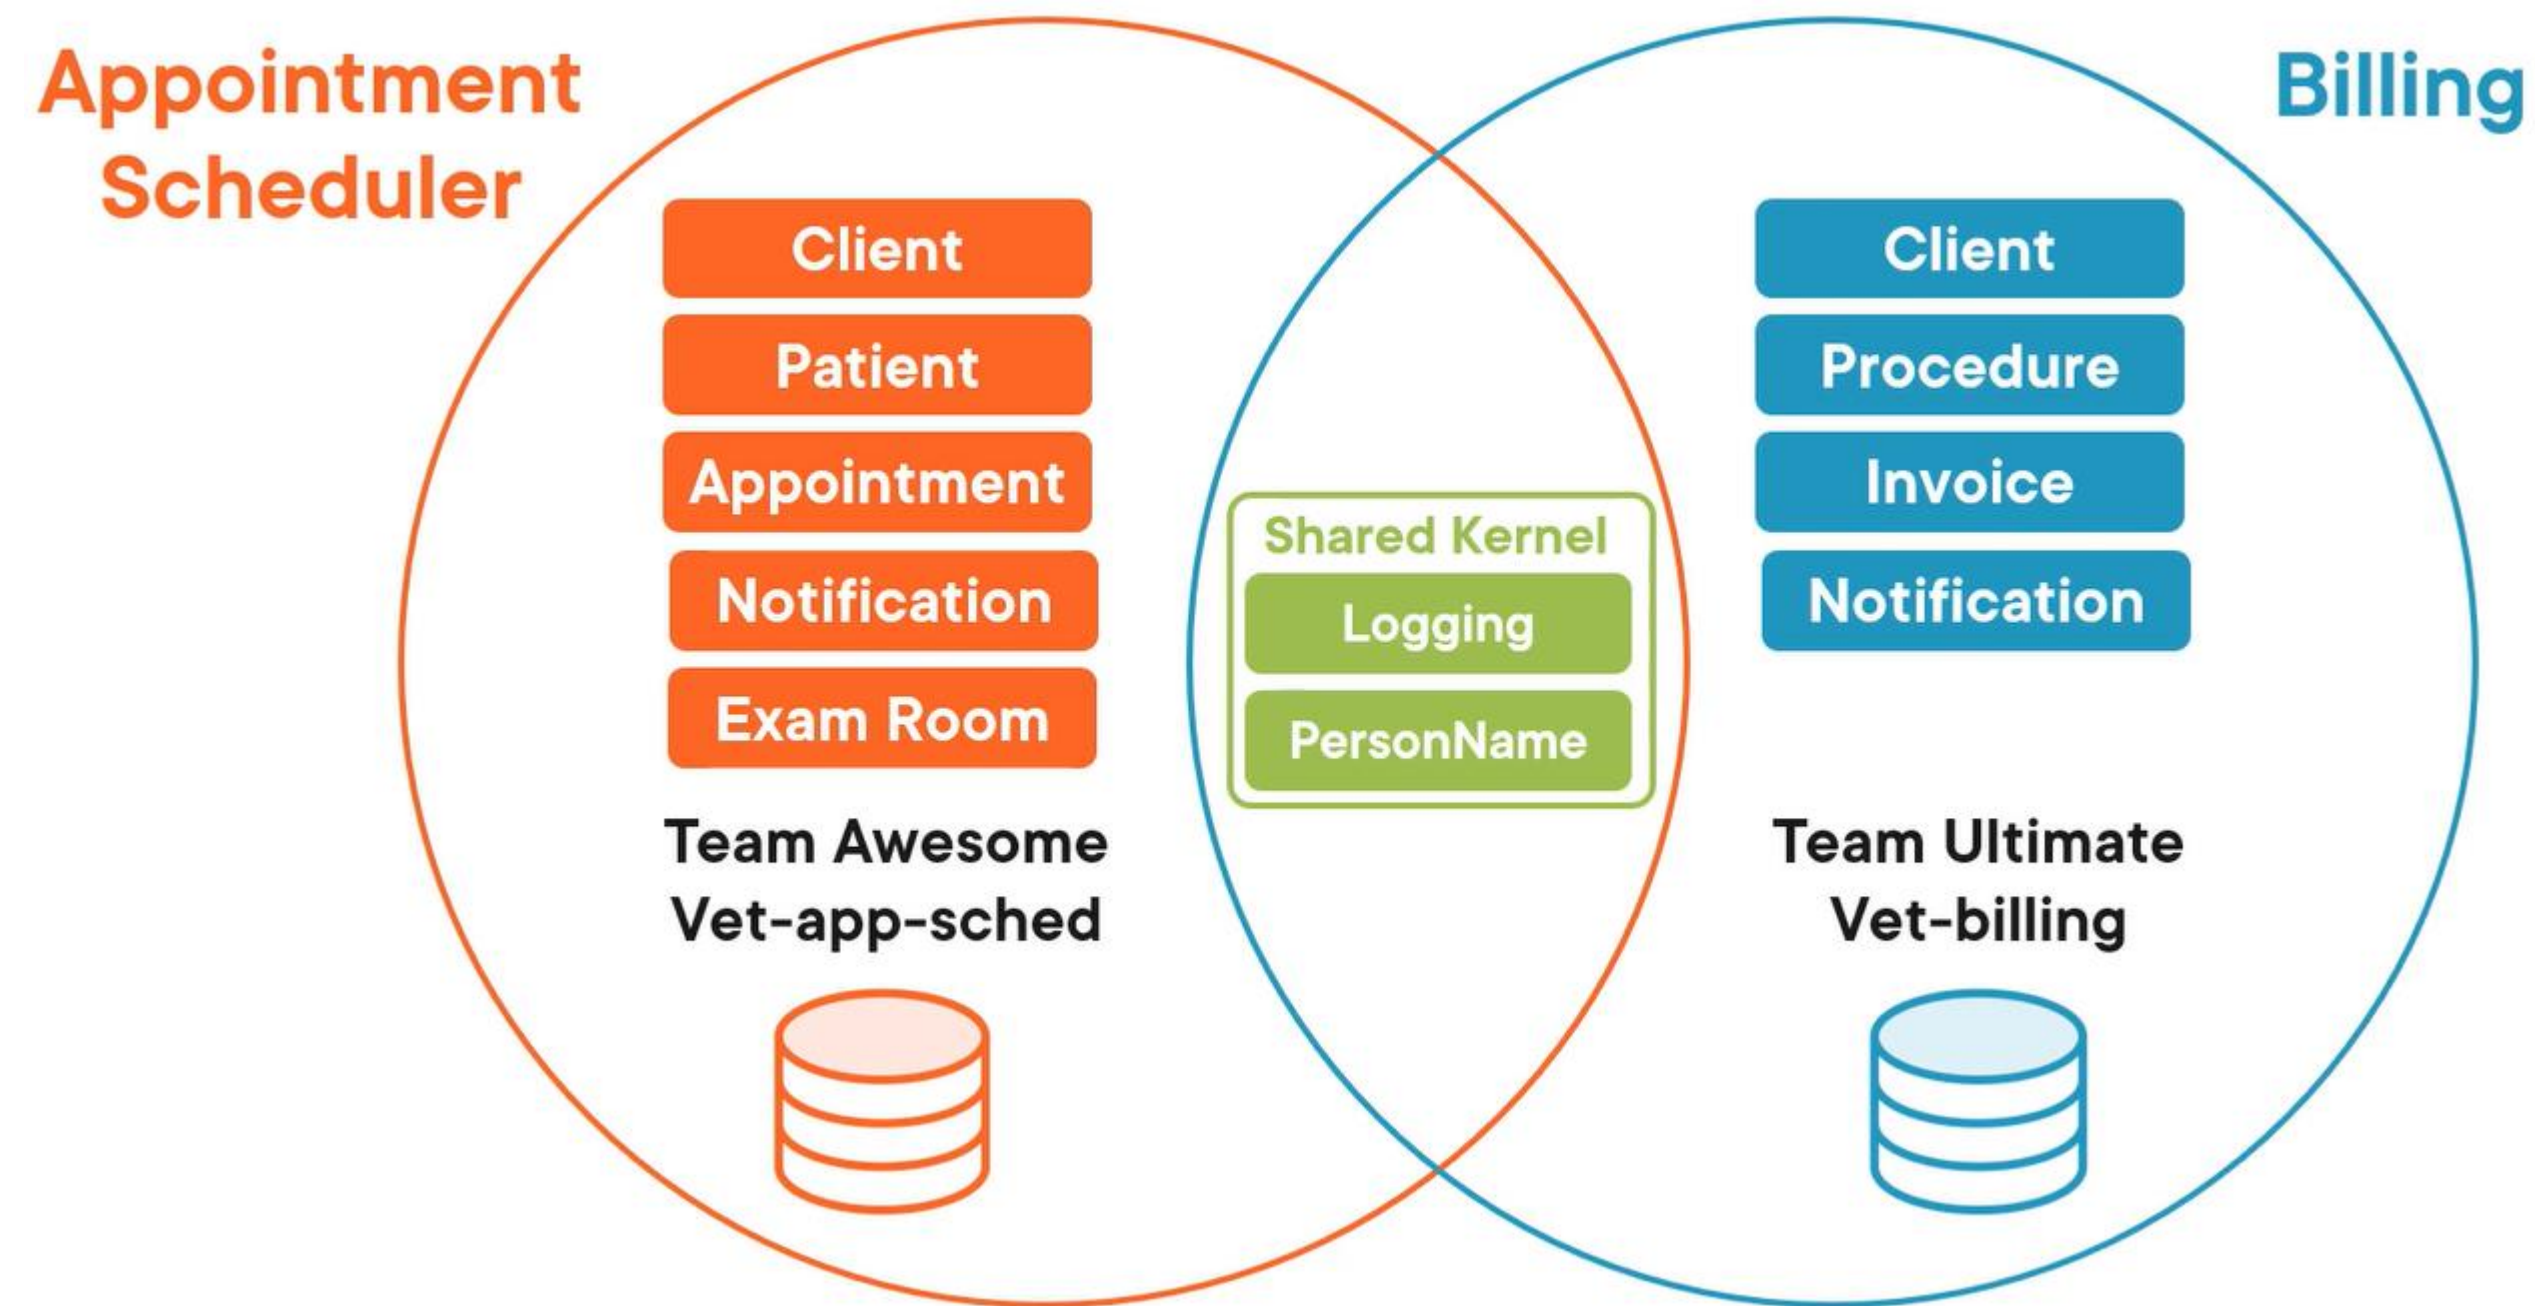 Appointment
Scheduler
Client
Patient
Appointment
Notification
Exam Room
Team Awesome
Vet-app-sched
Shared Kernel
Logging
PersonName
Billing
Client
Procedure
Invoice
Notification
Team Ultimate
Vet-billing